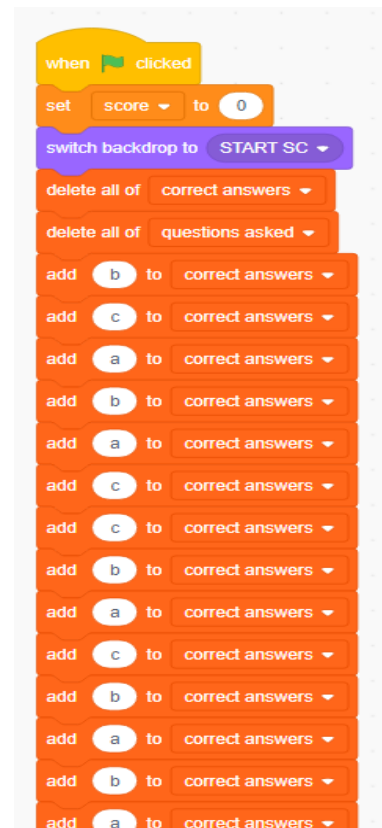 when clicked
set score to 0
switch backdrop to START SC
delete all of correct answers
delete all of questions asked
add b to correct answers
add c to correct answers
add a to correct answers
add b to correct answers
add a to correct answers
add c to correct answers
add c to correct answers
add b to correct answers
add a to correct answers
add c to correct answers
add b to correct answers
add a to correct answers
add b to correct answers
add a to correct answers